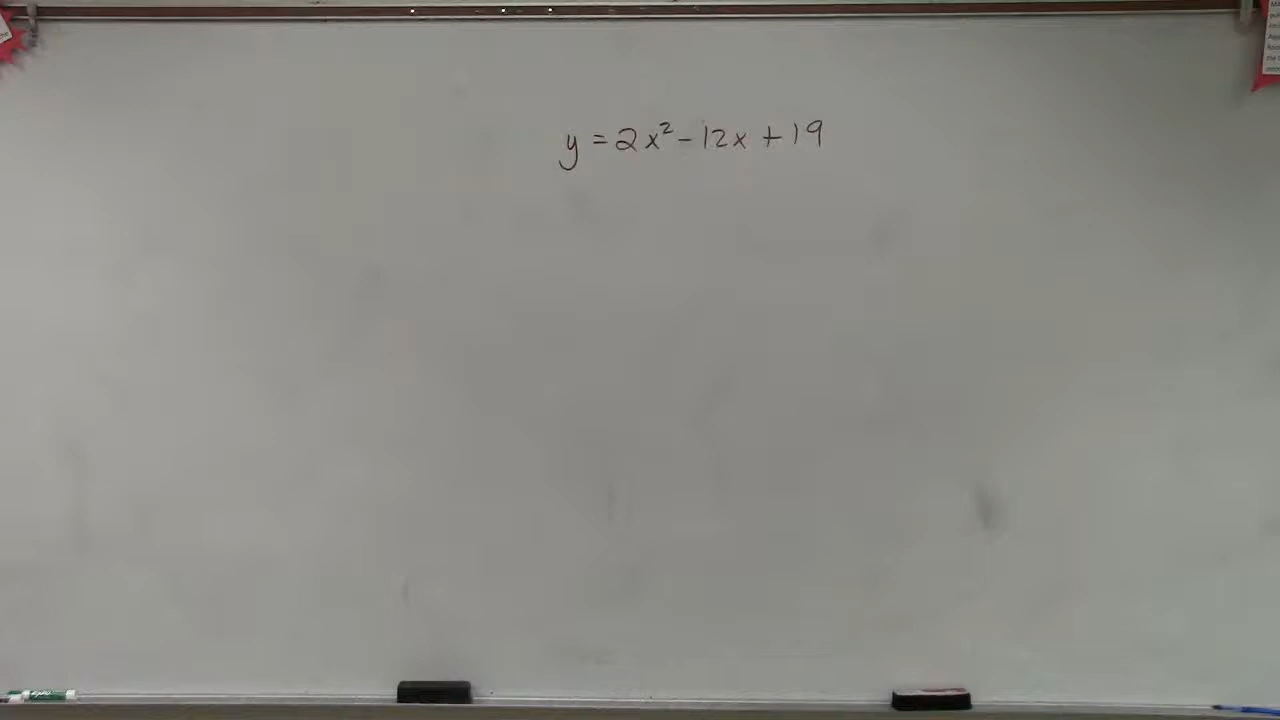 y = 2x² - 12x + 19